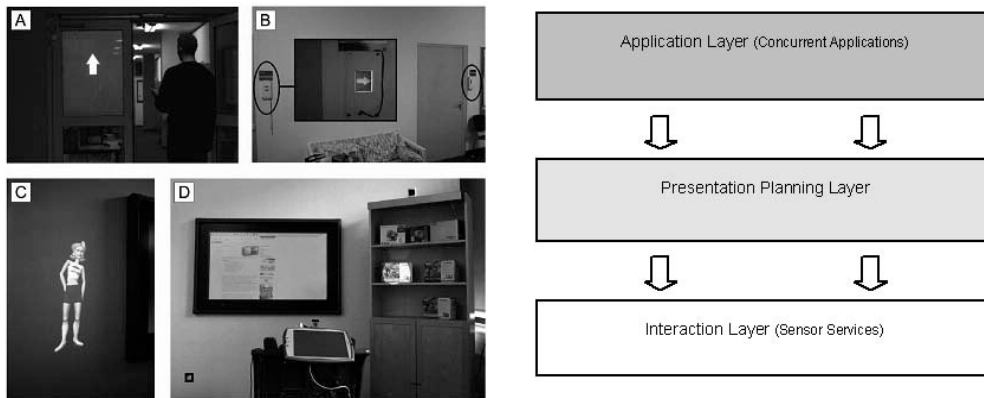 A
B
C
D
Application Layer (Concurrent Applications)
Presentation Planning Layer
Interaction Layer (Sensor Services)